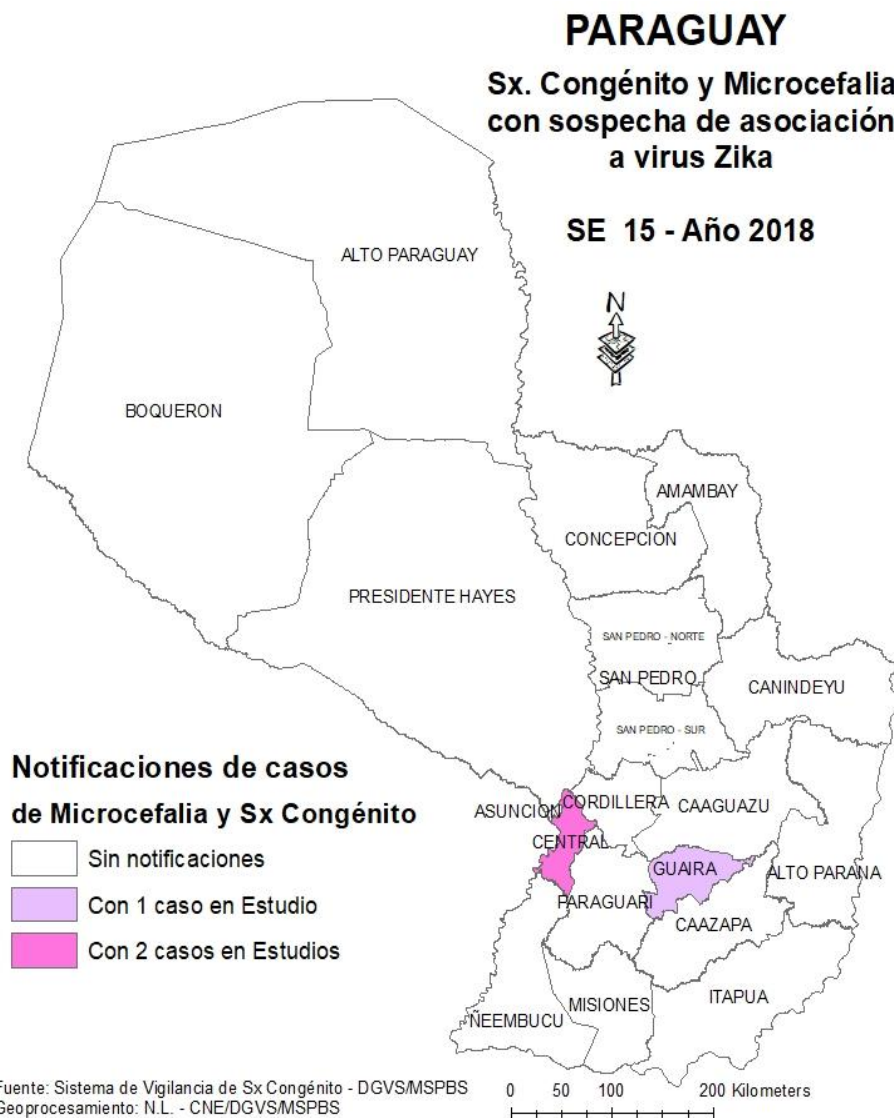 PARAGUAY
Sx. Congénito y Microcefalia
con sospecha de asociación
a virus Zika
SE 15 - Año 2018
N
ALTO PARAGUAY
BOQUERON
AMAMBAY
CONCEPCION
PRESIDENTE HAYES
SAN PEDRO - NORTE
SAN PEDRO
CANINDEYU
SAN PEDRO - SUR
Notificaciones de casos
de Microcefalia y Sx Congénito
Sin notificaciones
Con 1 caso en Estudio
Con 2 casos en Estudios
ASUNCION
CORDILLERA
CAAGUAZU
CENTRAL
GUAIRA
ALTO PARANA
PARAGUARI
CAAZAPA
MISIONES
ITAPUA
ÑEEMBUCU
Fuente: Sistema de Vigilancia de Sx Congénito - DGVS/MSPBS
Geoprocesamiento: N.L. - CNE/DGVS/MSPBS
0 50 100 200 Kilometers